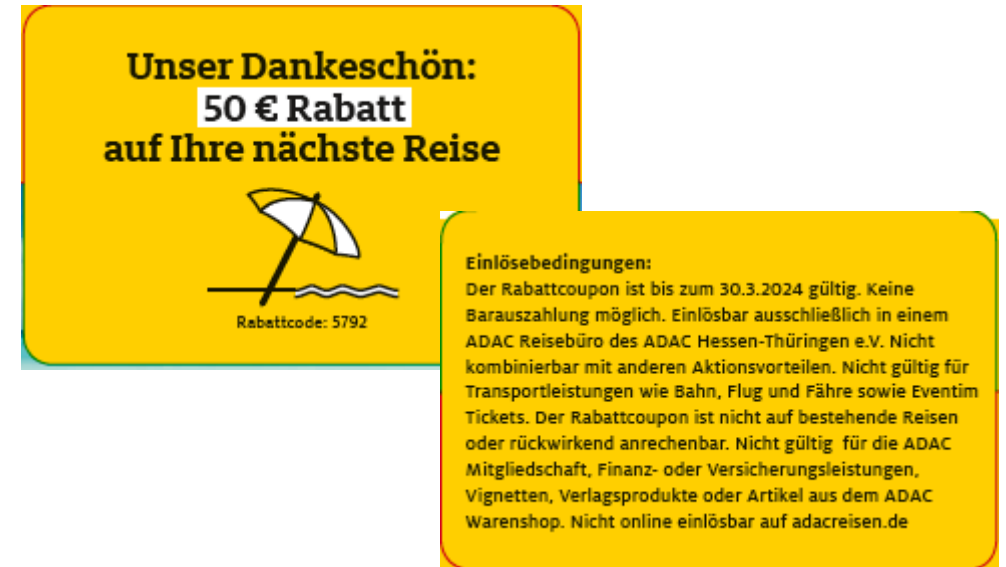 Unser Dankeschön:
50 € Rabatt
auf Ihre nächste Reise
Rabattcode: 5792
Einlösebedingungen:
Der Rabattcoupon ist bis zum 30.3.2024 gültig. Keine
Barauszahlung möglich. Einlösbar ausschließlich in einem
ADAC Reisebüro des ADAC Hessen-Thüringen e.V. Nicht
kombinierbar mit anderen Aktionsvorteilen. Nicht gültig für
Transportleistungen wie Bahn, Flug und Fähre sowie Eventim
Tickets. Der Rabattcoupon ist nicht auf bestehende Reisen
oder rückwirkend anrechenbar. Nicht gültig für die ADAC
Mitgliedschaft, Finanz- oder Versicherungsleistungen,
Vignetten, Verlagsprodukte oder Artikel aus dem ADAC
Warenshop. Nicht online einlösbar auf adacreisen.de